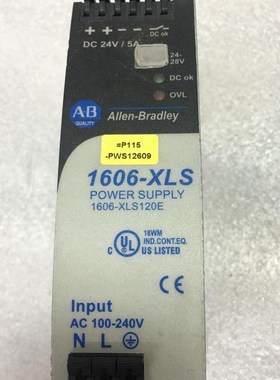 + + − − DC ok
DC 24V / 5A
24-
28V
DC ok
OVL
AB
QUALITY
Allen-Bradley
=P115
-PWS12609
1606-XLS
POWER SUPPLY
1606-XLS120E
UL
18WM
IND.CONT.EQ.
C US LISTED
CE
Input
AC 100-240V
N L